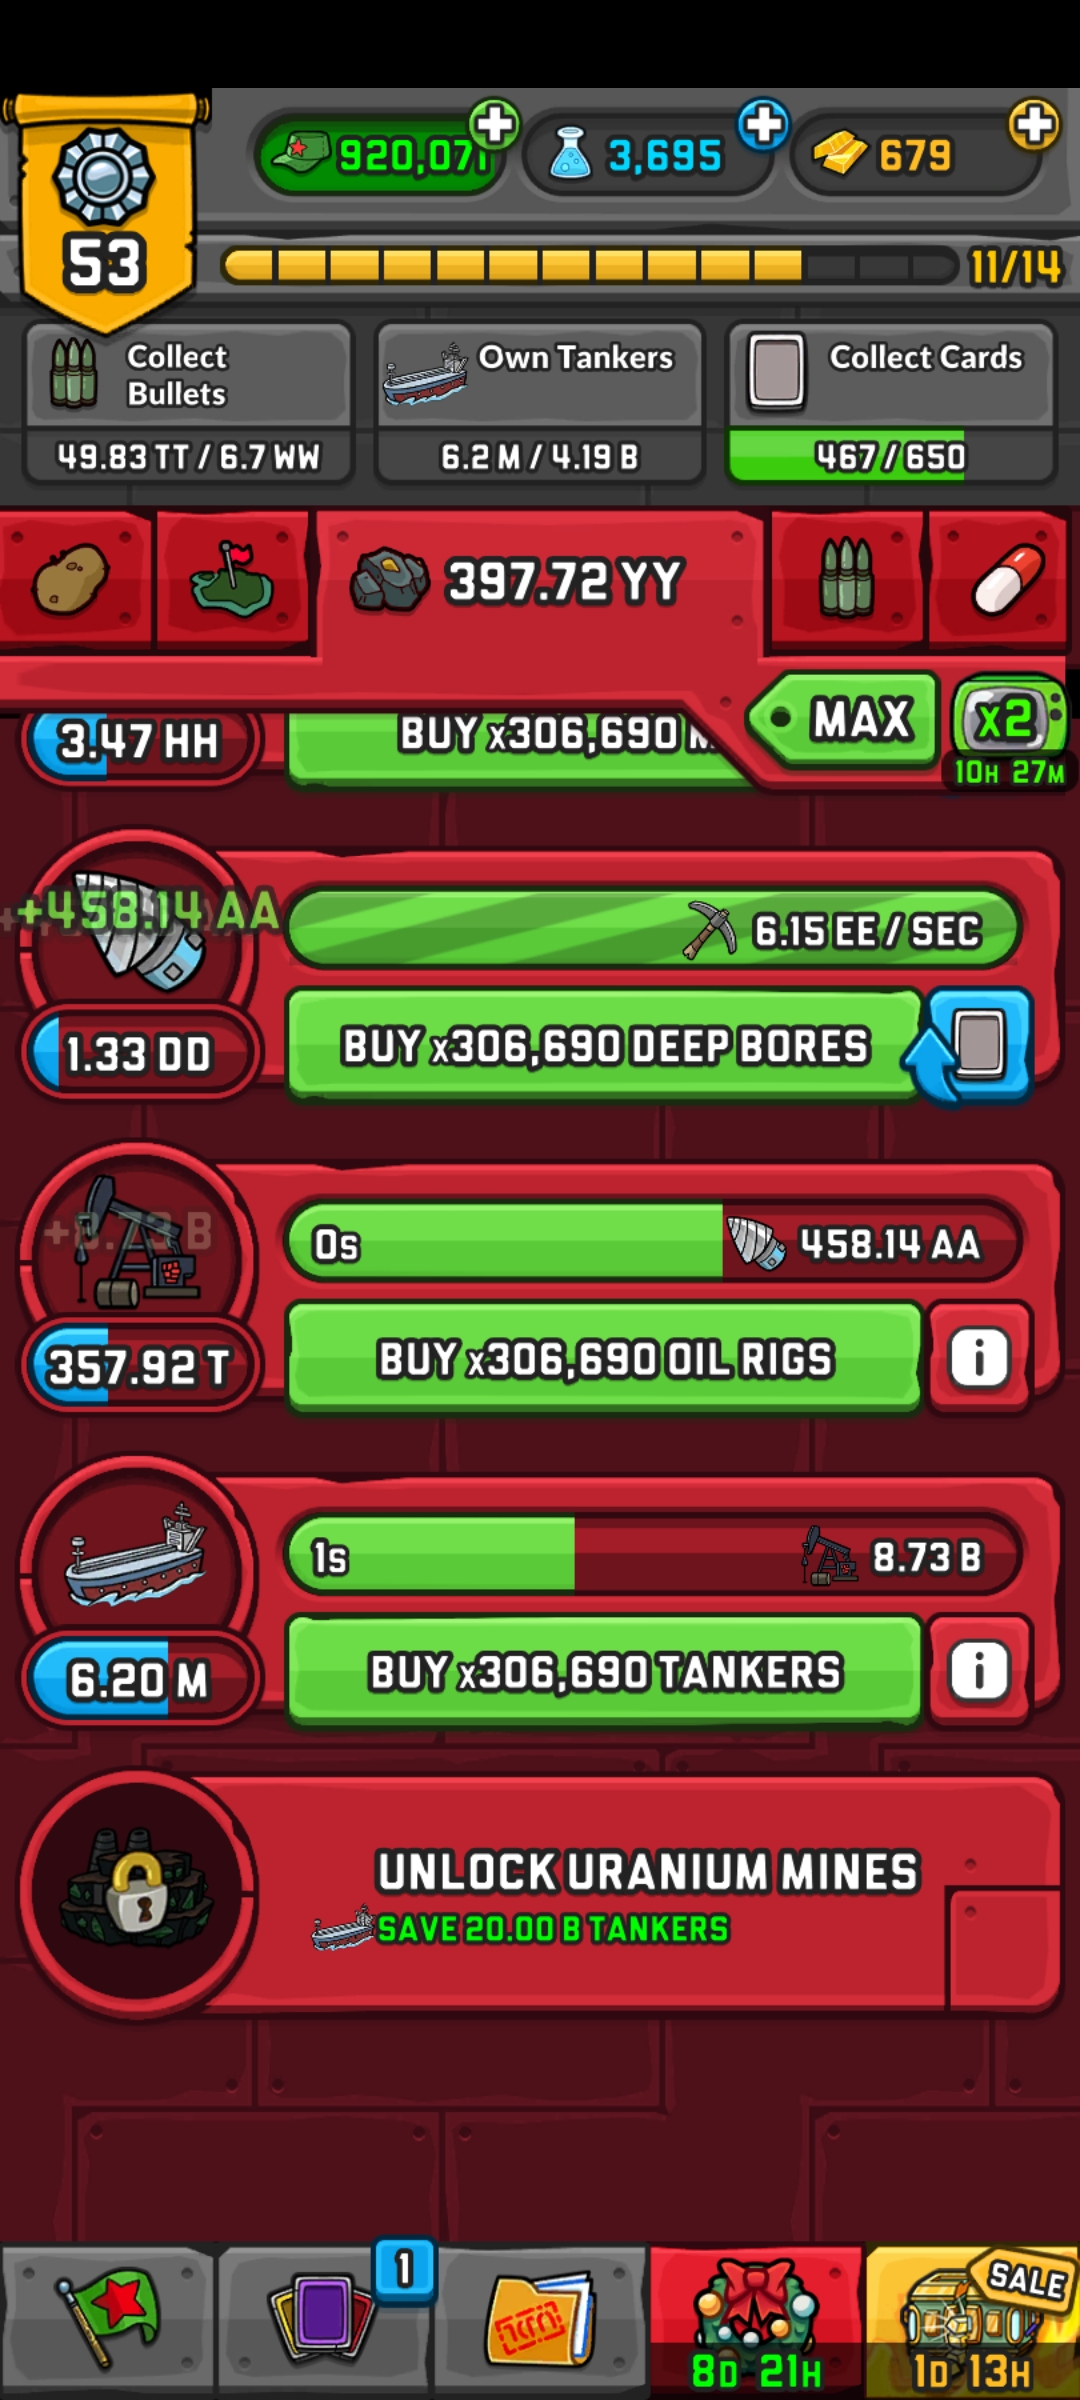 53
920,071
3,695
679
11/14
Collect
Bullets
49.83 TT / 6.7 WW
Own Tankers
6.2 M / 4.19 B
Collect Cards
467 / 650
397.72 YY
MAX
x2
10H 27M
3.47 HH
BUY x306,690
+458.14 AA
6.15 EE / SEC
1.33 DD
BUY x306,690 DEEP BORES
+8.73 B
0s
458.14 AA
357.92 T
BUY x306,690 OIL RIGS
i
1s
8.73 B
6.20 M
BUY x306,690 TANKERS
i
UNLOCK URANIUM MINES
SAVE 20.00 B TANKERS
1
SALE
8D 21H
1D 13H